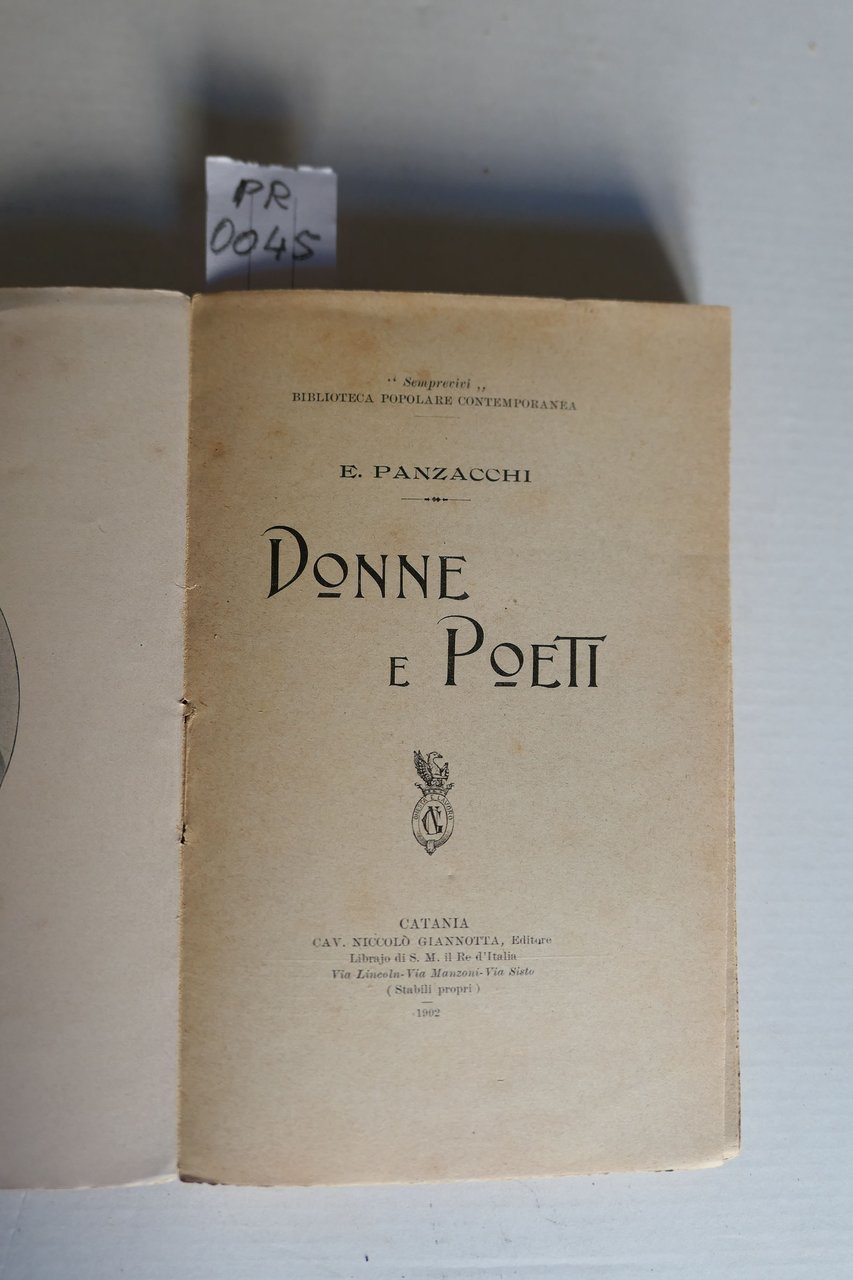 PR
0045
“ Semprevivi „
BIBLIOTECA POPOLARE CONTEMPORANEA
E. PANZACCHI
DONNE
E POETI
CATANIA
CAV. NICCOLÒ GIANNOTTA, Editore
Librajo di S. M. il Re d'Italia
Via Lincoln-Via Manzoni-Via Sisto
( Stabili propri )
1902